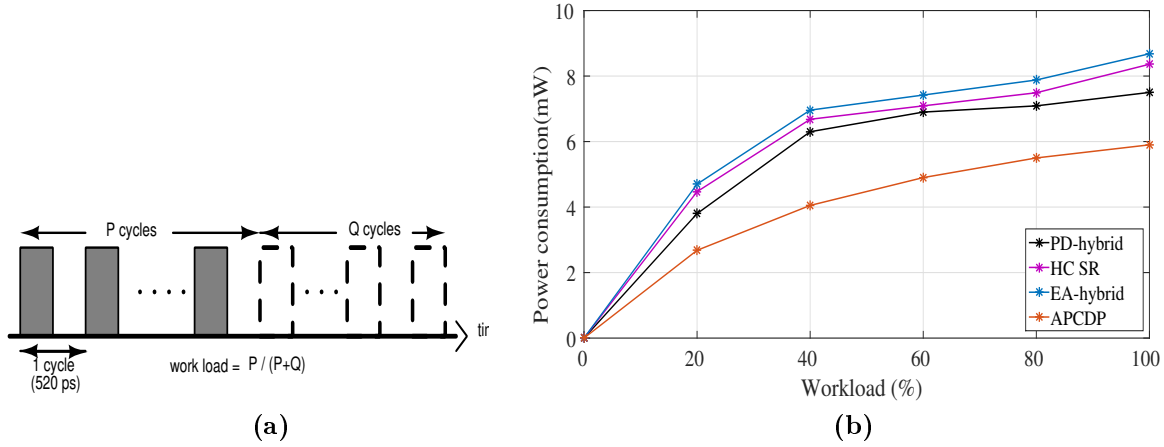 P cycles
Q cycles
tir
1 cycle
(520 ps)
work load = P / (P+Q)
(a)
(b)
Power consumption(mW)
10
8
6
4
2
0
0
20
40
60
80
100
Workload (%)
PD-hybrid
HC SR
EA-hybrid
APCDP